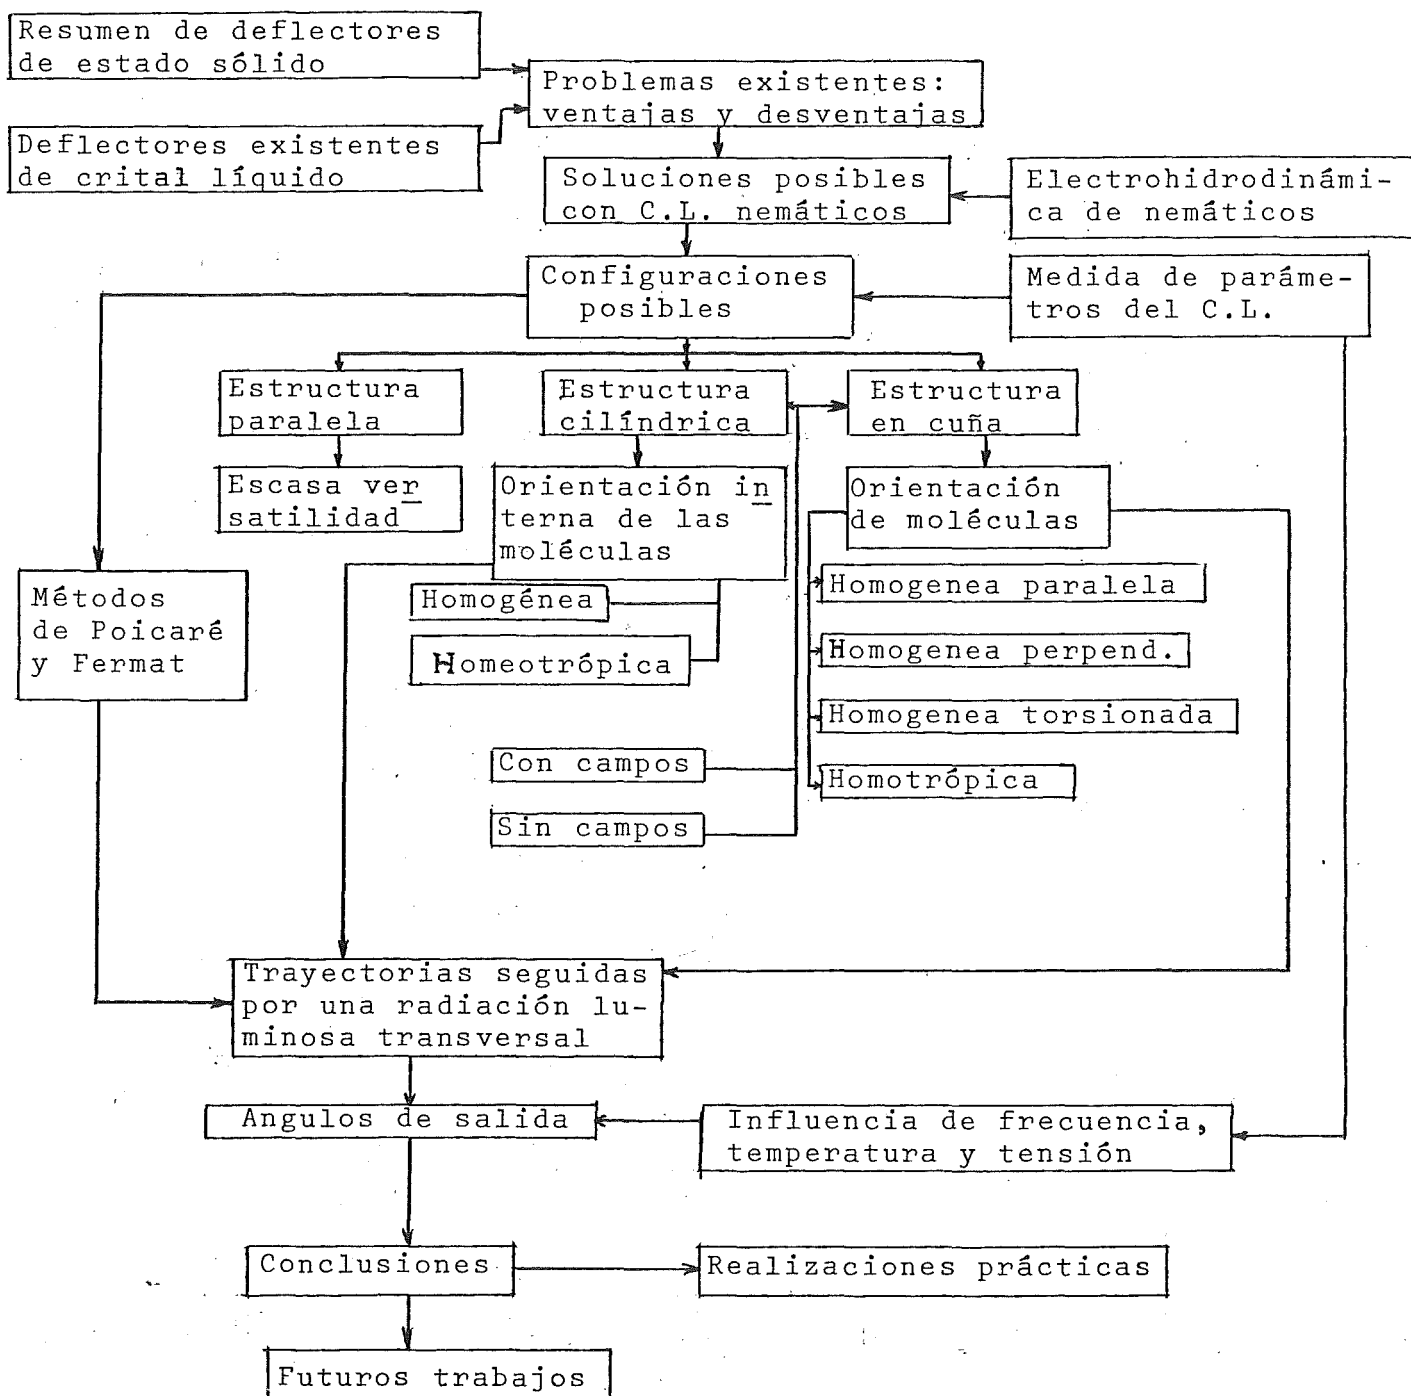 Resumen de deflectores
de estado sólido
Problemas existentes:
ventajas y desventajas
Deflectores existentes
de crital líquido
Soluciones posibles
con C.L. nemáticos
Electrohidrodinámi-
ca de nemáticos
Configuraciones
posibles
Medida de paráme-
tros del C.L.
Estructura
paralela
Estructura
cilíndrica
Estructura
en cuña
Escasa ver
satilidad
Orientación in
terna de las
moléculas
Orientación
de moléculas
Métodos
de Poicaré
y Fermat
Homogénea
Homeotrópica
Homogenea paralela
Homogenea perpend.
Homogenea torsionada
Homotrópica
Con campos
Sin campos
Trayectorias seguidas
por una radiación lu-
minosa transversal
Angulos de salida
Influencia de frecuencia,
temperatura y tensión
Conclusiones
Realizaciones prácticas
Futuros trabajos